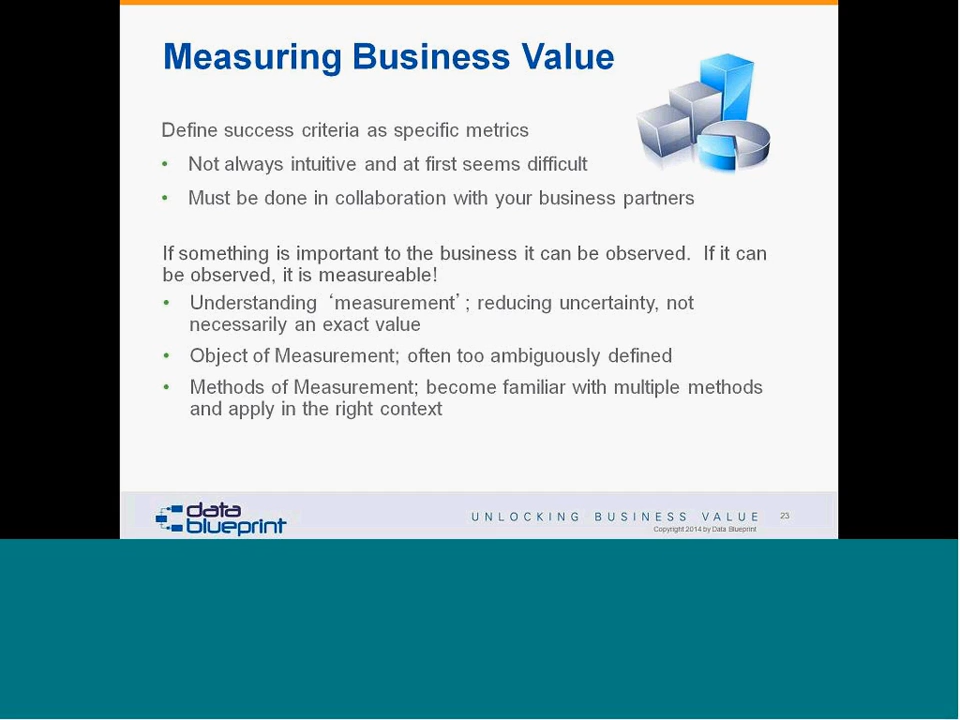 Measuring Business Value
Define success criteria as specific metrics
• Not always intuitive and at first seems difficult
• Must be done in collaboration with your business partners
If something is important to the business it can be observed.  If it can
be observed, it is measureable!
• Understanding ‘measurement’; reducing uncertainty, not
necessarily an exact value
• Object of Measurement; often too ambiguously defined
• Methods of Measurement; become familiar with multiple methods
and apply in the right context
data
blueprint
UNLOCKING BUSINESS VALUE 23
Copyright 2014 by Data Blueprint